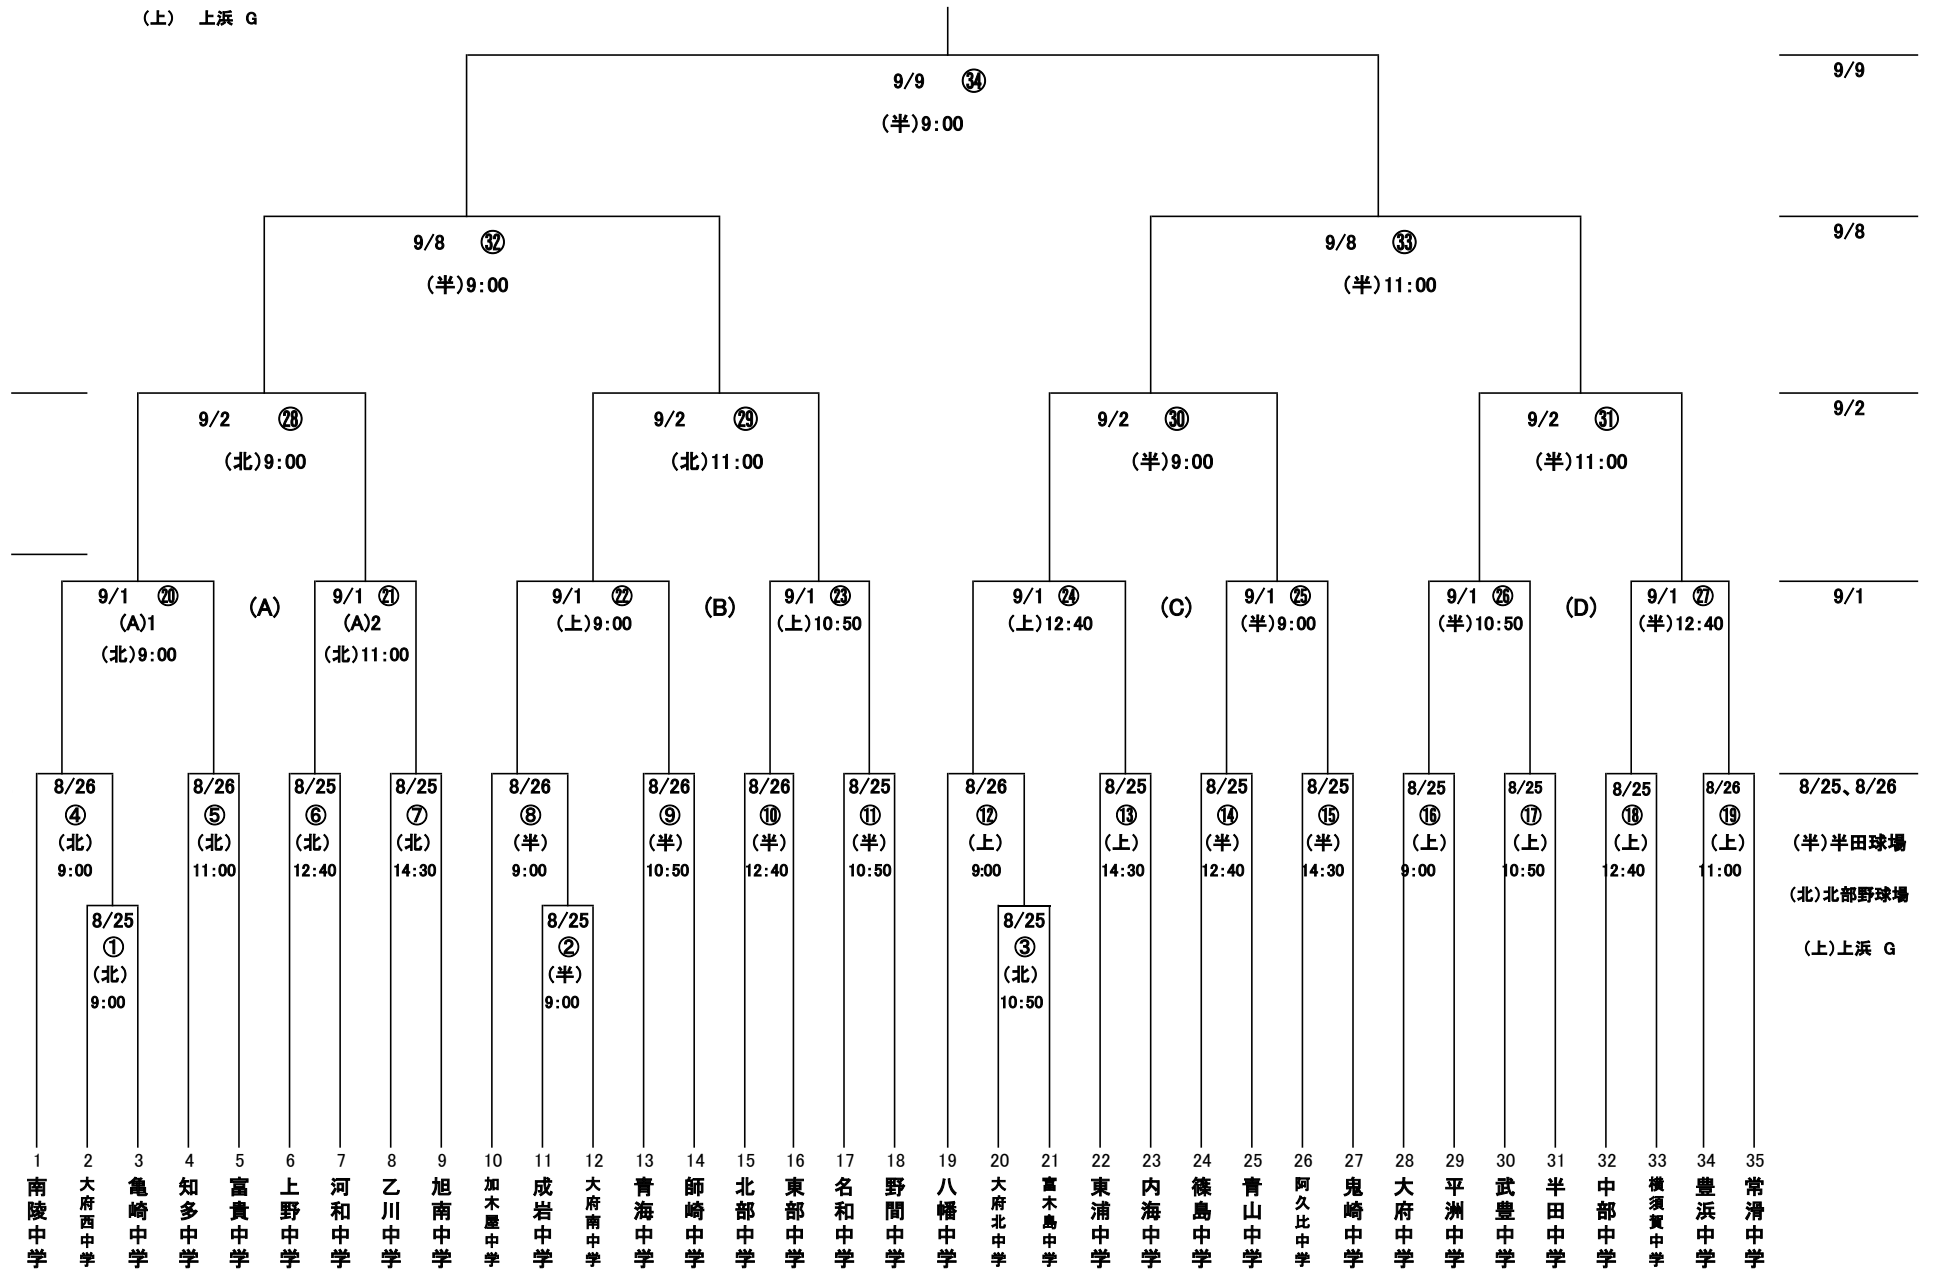 (上)　上浜 G
9/9 ㉞ 9/9
(半)9:00
9/8 ㉜ 9/8 ㉝ 9/8
(半)9:00 (半)11:00
9/2 ㉘ 9/2 ㉙ 9/2 ㉚ 9/2 ㉛ 9/2
(北)9:00 (北)11:00 (半)9:00 (半)11:00
9/1 ⑳ (A) 9/1 ㉑ 9/1 ㉒ (B) 9/1 ㉓ 9/1 ㉔ (C) 9/1 ㉕ 9/1 ㉖ (D) 9/1 ㉗ 9/1
(A)1 (A)2 (上)9:00 (上)10:50 (上)12:40 (半)9:00 (半)10:50 (半)12:40
(北)9:00 (北)11:00
8/26 8/26 8/25 8/25 8/26 8/26 8/26 8/25 8/26 8/25 8/25 8/25 8/25 8/25 8/25 8/26 8/25、8/26
④ ⑤ ⑥ ⑦ ⑧ ⑨ ⑩ ⑪ ⑫ ⑬ ⑭ ⑮ ⑯ ⑰ ⑱ ⑲
(北) (北) (北) (北) (半) (半) (半) (半) (上) (上) (半) (半) (上) (上) (上) (上) (半)半田球場
9:00 11:00 12:40 14:30 9:00 10:50 12:40 10:50 9:00 14:30 12:40 14:30 9:00 10:50 12:40 11:00
(北)北部野球場
8/25 8/25 8/25
① ② ③ (上)上浜 G
(北) (半) (北)
9:00 9:00 10:50
1 2 3 4 5 6 7 8 9 10 11 12 13 14 15 16 17 18 19 20 21 22 23 24 25 26 27 28 29 30 31 32 33 34 35
南陵中学
大府西中学
亀崎中学
知多中学
富貴中学
上野中学
河和中学
乙川中学
旭南中学
加木屋中学
成岩中学
大府南中学
青海中学
師崎中学
北部中学
東部中学
名和中学
野間中学
八幡中学
大府北中学
富木島中学
東浦中学
内海中学
篠島中学
青山中学
阿久比中学
鬼崎中学
大府中学
平洲中学
武豊中学
半田中学
中部中学
横須賀中学
豊浜中学
常滑中学